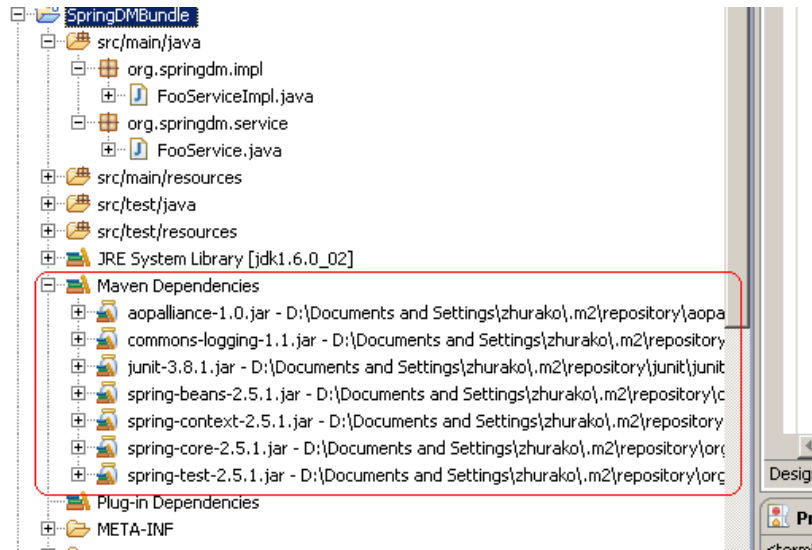 SpringDMBundle
src/main/java
org.springdm.impl
FooServiceImpl.java
org.springdm.service
FooService.java
src/main/resources
src/test/java
src/test/resources
JRE System Library [jdk1.6.0_02]
Maven Dependencies
aopalliance-1.0.jar - D:\Documents and Settings\zhurako\.m2\repository\aopa
commons-logging-1.1.jar - D:\Documents and Settings\zhurako\.m2\repository
junit-3.8.1.jar - D:\Documents and Settings\zhurako\.m2\repository\junit\junit
spring-beans-2.5.1.jar - D:\Documents and Settings\zhurako\.m2\repository\o
spring-context-2.5.1.jar - D:\Documents and Settings\zhurako\.m2\repository
spring-core-2.5.1.jar - D:\Documents and Settings\zhurako\.m2\repository\org
spring-test-2.5.1.jar - D:\Documents and Settings\zhurako\.m2\repository\org
Plug-in Dependencies
META-INF
Desig
Pr